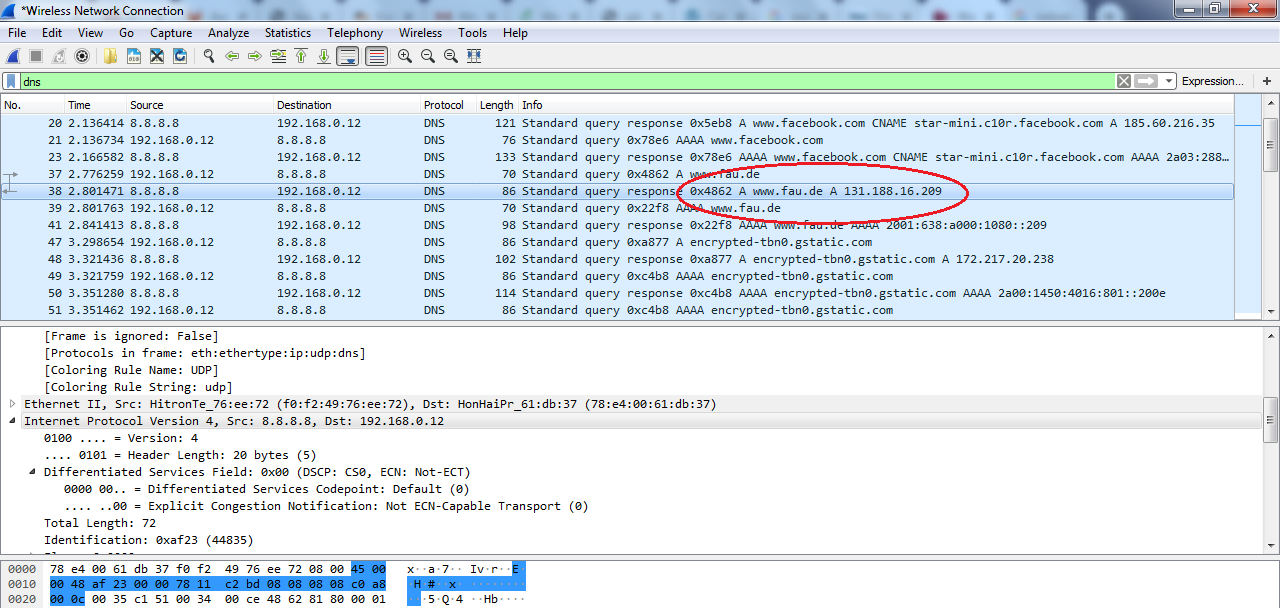 *Wireless Network Connection
File Edit View Go Capture Analyze Statistics Telephony Wireless Tools Help
dns Expression… +
No. Time Source Destination Protocol Length Info
20 2.136414 8.8.8.8 192.168.0.12 DNS 121 Standard query response 0x5eb8 A www.facebook.com CNAME star-mini.c10r.facebook.com A 185.60.216.35
21 2.136734 192.168.0.12 8.8.8.8 DNS 76 Standard query 0x78e6 AAAA www.facebook.com
23 2.166582 8.8.8.8 192.168.0.12 DNS 133 Standard query response 0x78e6 AAAA www.facebook.com CNAME star-mini.c10r.facebook.com AAAA 2a03:288…
37 2.776259 192.168.0.12 8.8.8.8 DNS 70 Standard query 0x4862 A www.fau.de
38 2.801471 8.8.8.8 192.168.0.12 DNS 86 Standard query response 0x4862 A www.fau.de A 131.188.16.209
39 2.801763 192.168.0.12 8.8.8.8 DNS 70 Standard query 0x22f8 AAAA www.fau.de
41 2.841413 8.8.8.8 192.168.0.12 DNS 98 Standard query response 0x22f8 AAAA www.fau.de AAAA 2001:638:a000:1080::209
47 3.298654 192.168.0.12 8.8.8.8 DNS 86 Standard query 0xa877 A encrypted-tbn0.gstatic.com
48 3.321436 8.8.8.8 192.168.0.12 DNS 102 Standard query response 0xa877 A encrypted-tbn0.gstatic.com A 172.217.20.238
49 3.321759 192.168.0.12 8.8.8.8 DNS 86 Standard query 0xc4b8 AAAA encrypted-tbn0.gstatic.com
50 3.351280 8.8.8.8 192.168.0.12 DNS 114 Standard query response 0xc4b8 AAAA encrypted-tbn0.gstatic.com AAAA 2a00:1450:4016:801::200e
51 3.351462 192.168.0.12 8.8.8.8 DNS 86 Standard query 0xc4b8 AAAA encrypted-tbn0.gstatic.com
[Frame is ignored: False]
[Protocols in frame: eth:ethertype:ip:udp:dns]
[Coloring Rule Name: UDP]
[Coloring Rule String: udp]
Ethernet II, Src: HitronTe_76:ee:72 (f0:f2:49:76:ee:72), Dst: HonHaiPr_61:db:37 (78:e4:00:61:db:37)
Internet Protocol Version 4, Src: 8.8.8.8, Dst: 192.168.0.12
0100 .... = Version: 4
.... 0101 = Header Length: 20 bytes (5)
Differentiated Services Field: 0x00 (DSCP: CS0, ECN: Not-ECT)
0000 00.. = Differentiated Services Codepoint: Default (0)
.... ..00 = Explicit Congestion Notification: Not ECN-Capable Transport (0)
Total Length: 72
Identification: 0xaf23 (44835)
0000 78 e4 00 61 db 37 f0 f2 49 76 ee 72 08 00 45 00 x··a·7·· Iv·r··E·
0010 00 48 af 23 00 00 78 11 c2 bd 08 08 08 08 c0 a8 ·H·#··x· ········
0020 00 0c 00 35 c1 51 00 34 00 ce 48 62 81 80 00 01 ···5·Q·4 ··Hb····